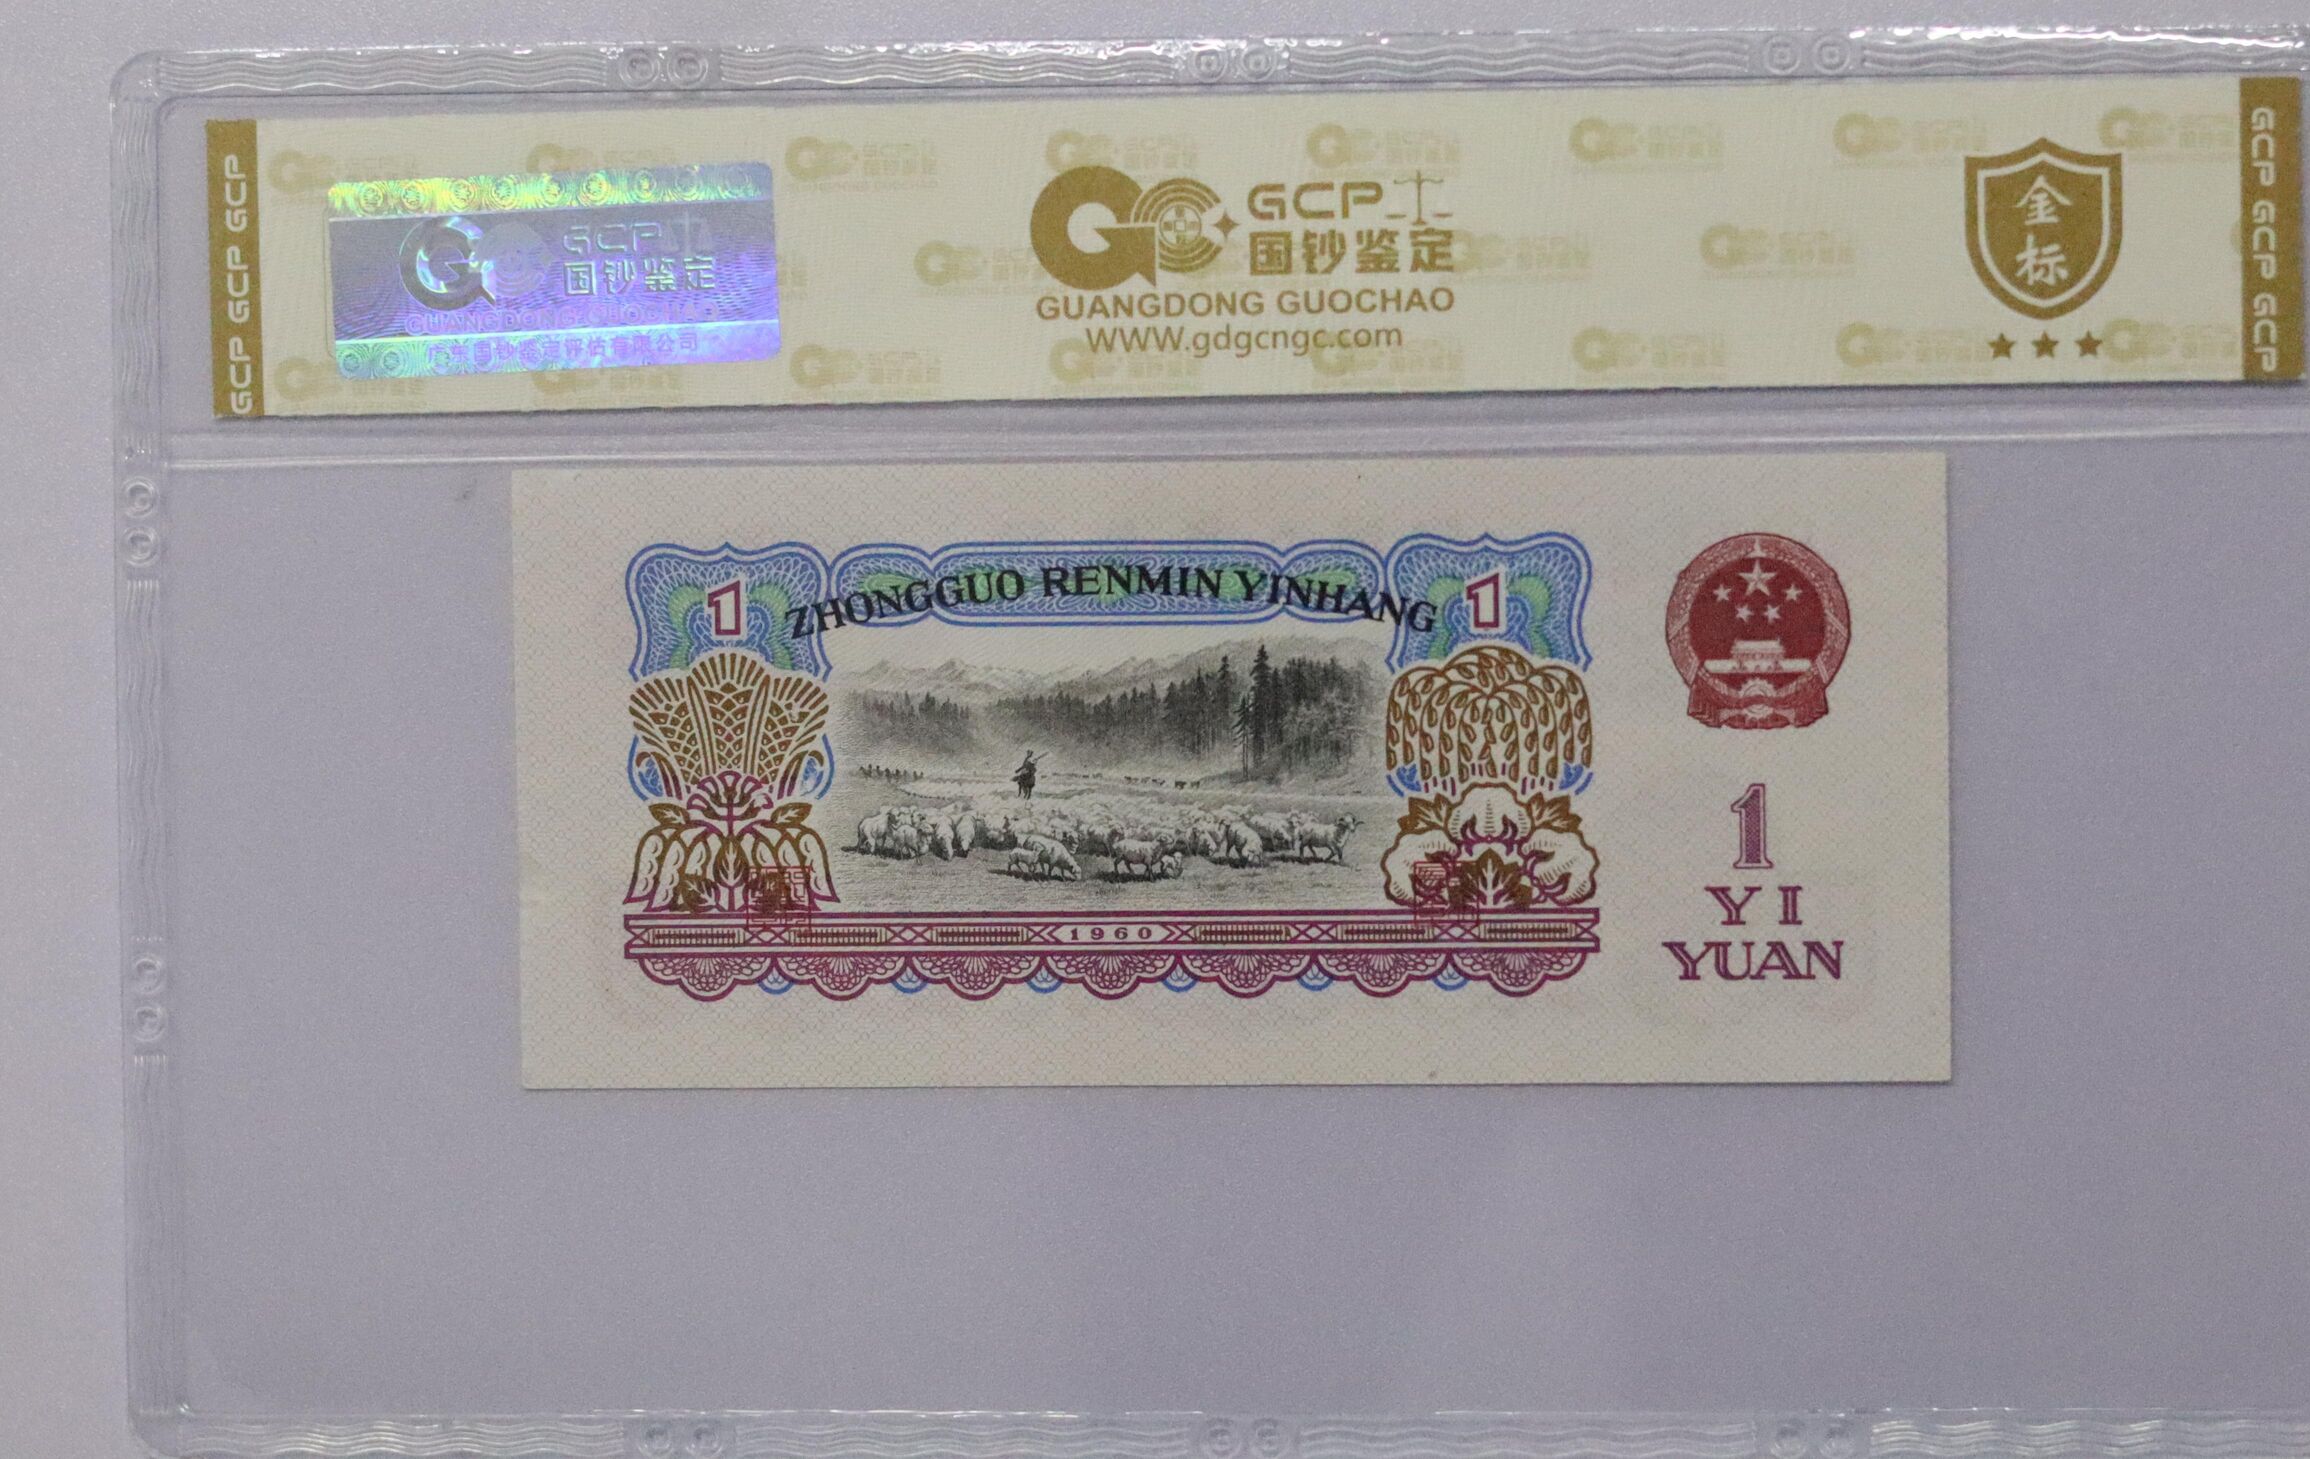 GCP GCP GCP
GCP
国钞鉴定
GUANGDONG GUOCHAO
广东国钞鉴定评估有限公司
GCP
国钞鉴定
GUANGDONG GUOCHAO
WWW.gdgcngc.com
金
标
GCP GCP GCP
1
ZHONGGUO RENMIN YINHANG
1
1960
1
YI
YUAN